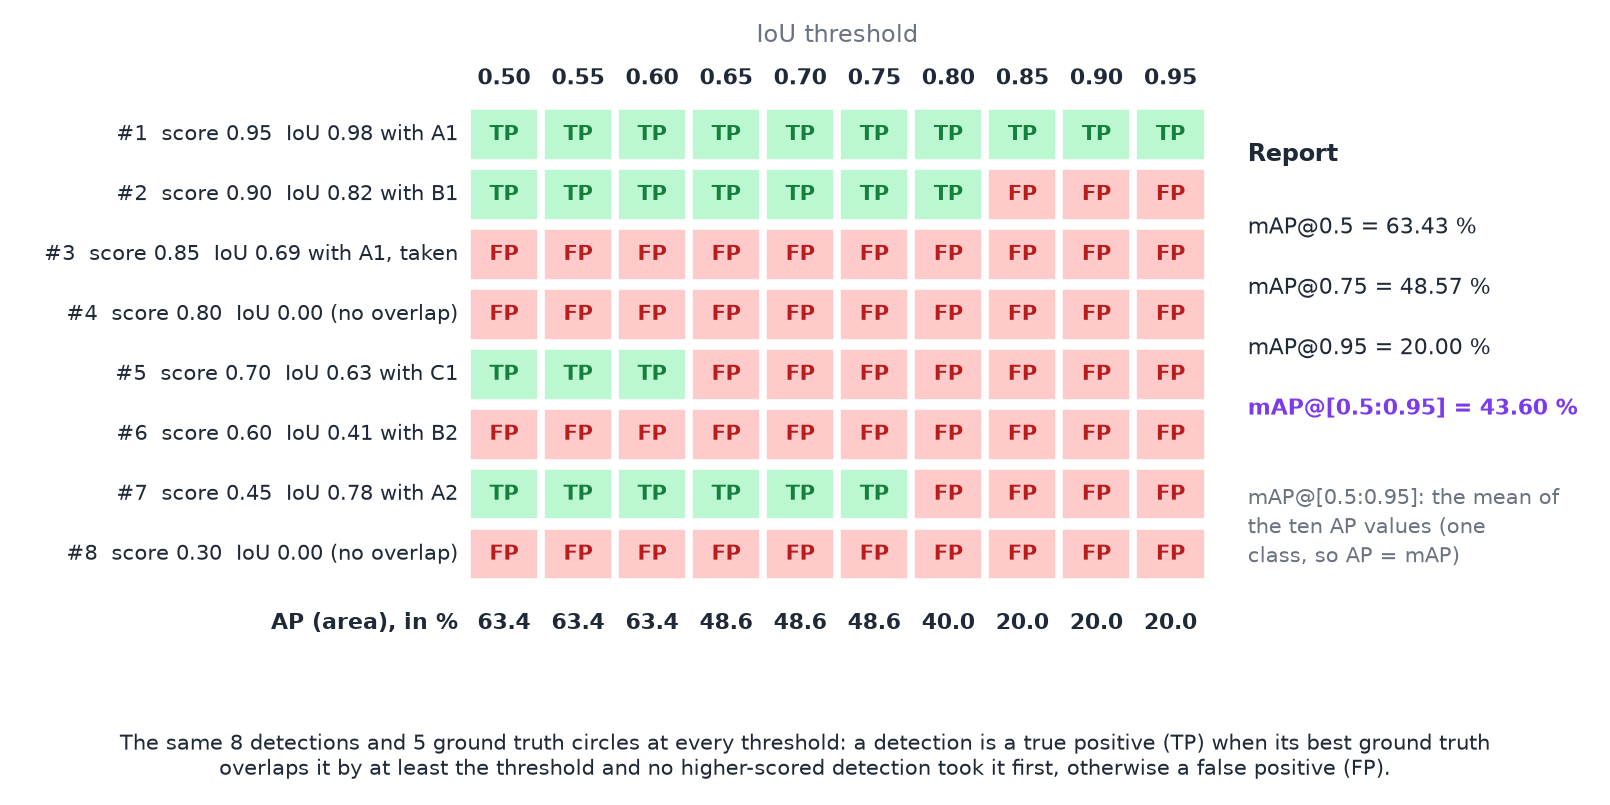 IoU threshold
0.50 0.55 0.60 0.65 0.70 0.75 0.80 0.85 0.90 0.95
#1 score 0.95 IoU 0.98 with A1 TP TP TP TP TP TP TP TP TP TP
#2 score 0.90 IoU 0.82 with B1 TP TP TP TP TP TP TP FP FP FP
#3 score 0.85 IoU 0.69 with A1, taken FP FP FP FP FP FP FP FP FP FP
#4 score 0.80 IoU 0.00 (no overlap) FP FP FP FP FP FP FP FP FP FP
#5 score 0.70 IoU 0.63 with C1 TP TP TP FP FP FP FP FP FP FP
#6 score 0.60 IoU 0.41 with B2 FP FP FP FP FP FP FP FP FP FP
#7 score 0.45 IoU 0.78 with A2 TP TP TP TP TP TP FP FP FP FP
#8 score 0.30 IoU 0.00 (no overlap) FP FP FP FP FP FP FP FP FP FP
AP (area), in % 63.4 63.4 63.4 48.6 48.6 48.6 40.0 20.0 20.0 20.0
Report
mAP@0.5 = 63.43 %
mAP@0.75 = 48.57 %
mAP@0.95 = 20.00 %
mAP@[0.5:0.95] = 43.60 %
mAP@[0.5:0.95]: the mean of
the ten AP values (one
class, so AP = mAP)
The same 8 detections and 5 ground truth circles at every threshold: a detection is a true positive (TP) when its best ground truth
overlaps it by at least the threshold and no higher-scored detection took it first, otherwise a false positive (FP).